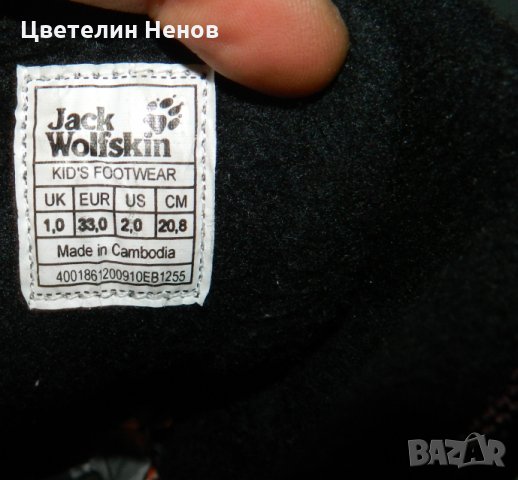 Цветелин Ненов
Jack
Wolfskin
KID'S FOOTWEAR
UK EUR US CM
1,0 33,0 2,0 20,8
Made in Cambodia
4001861200910EB1255
BAZAR